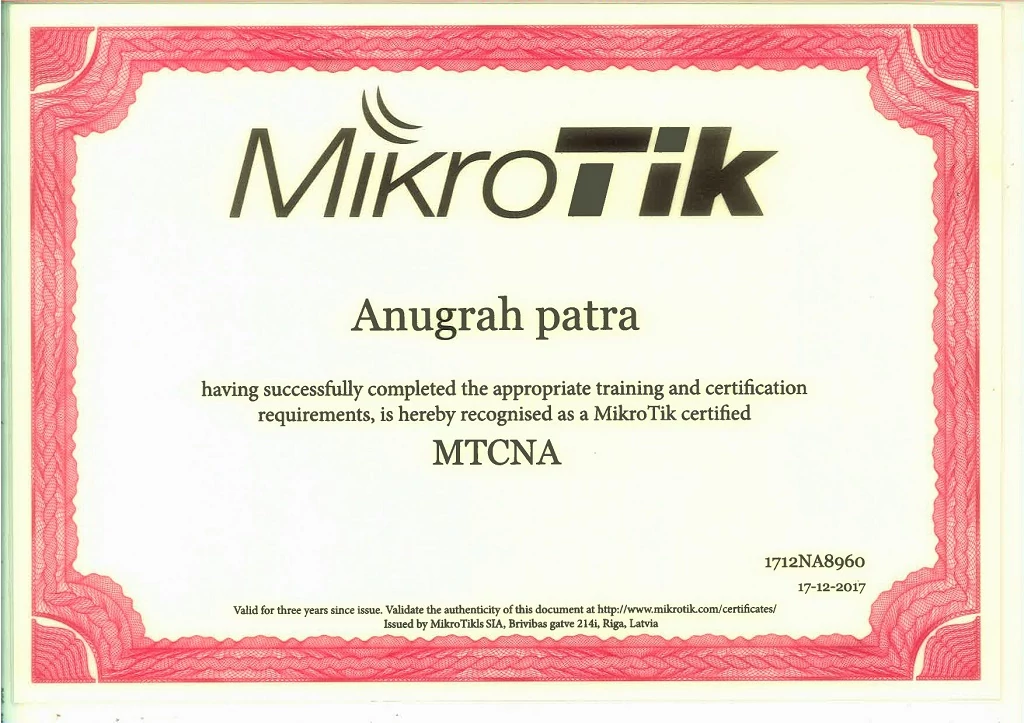 MikroTik
Anugrah patra
having successfully completed the appropriate training and certification
requirements, is hereby recognised as a MikroTik certified
MTCNA
1712NA8960
17-12-2017
Valid for three years since issue. Validate the authenticity of this document at http://www.mikrotik.com/certificates/
Issued by MikroTikls SIA, Brivibas gatve 214i, Riga, Latvia